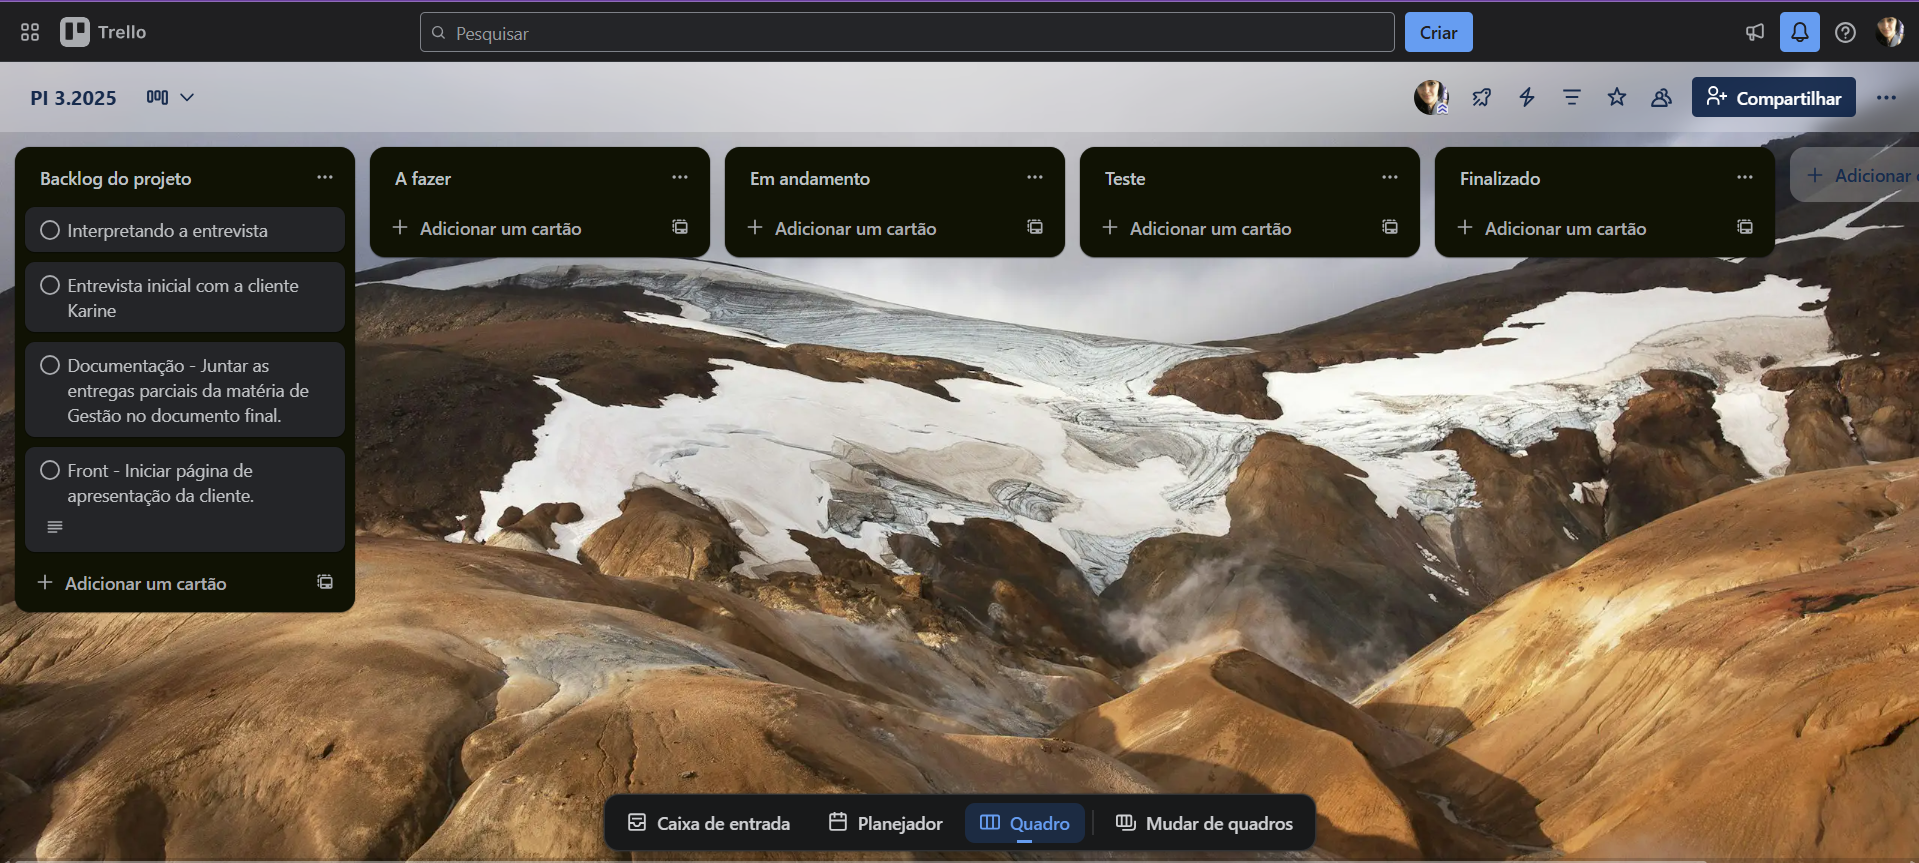 Trello
Pesquisar
Criar
PI 3.2025
Compartilhar
Backlog do projeto
Interpretando a entrevista
Entrevista inicial com a cliente
Karine
Documentação - Juntar as
entregas parciais da matéria de
Gestão no documento final.
Front - Iniciar página de
apresentação da cliente.
Adicionar um cartão
A fazer
Adicionar um cartão
Em andamento
Adicionar um cartão
Teste
Adicionar um cartão
Finalizado
Adicionar um cartão
Adicionar
Caixa de entrada
Planejador
Quadro
Mudar de quadros